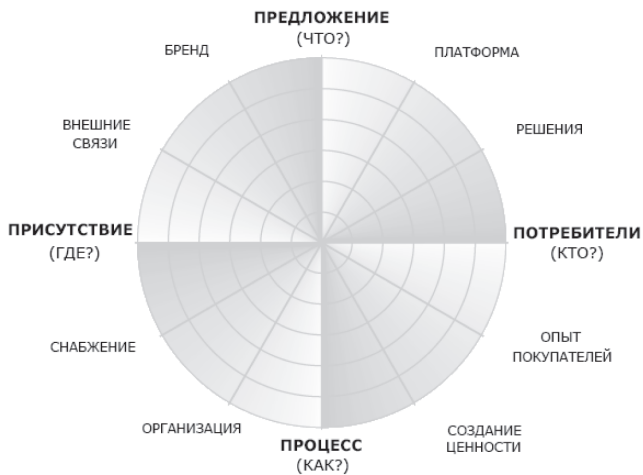 ПРЕДЛОЖЕНИЕ
(ЧТО?)
БРЕНД
ПЛАТФОРМА
ВНЕШНИЕ
СВЯЗИ
РЕШЕНИЯ
ПРИСУТСТВИЕ
(ГДЕ?)
ПОТРЕБИТЕЛИ
(КТО?)
СНАБЖЕНИЕ
ОПЫТ
ПОКУПАТЕЛЕЙ
ОРГАНИЗАЦИЯ
СОЗДАНИЕ
ЦЕННОСТИ
ПРОЦЕСС
(КАК?)